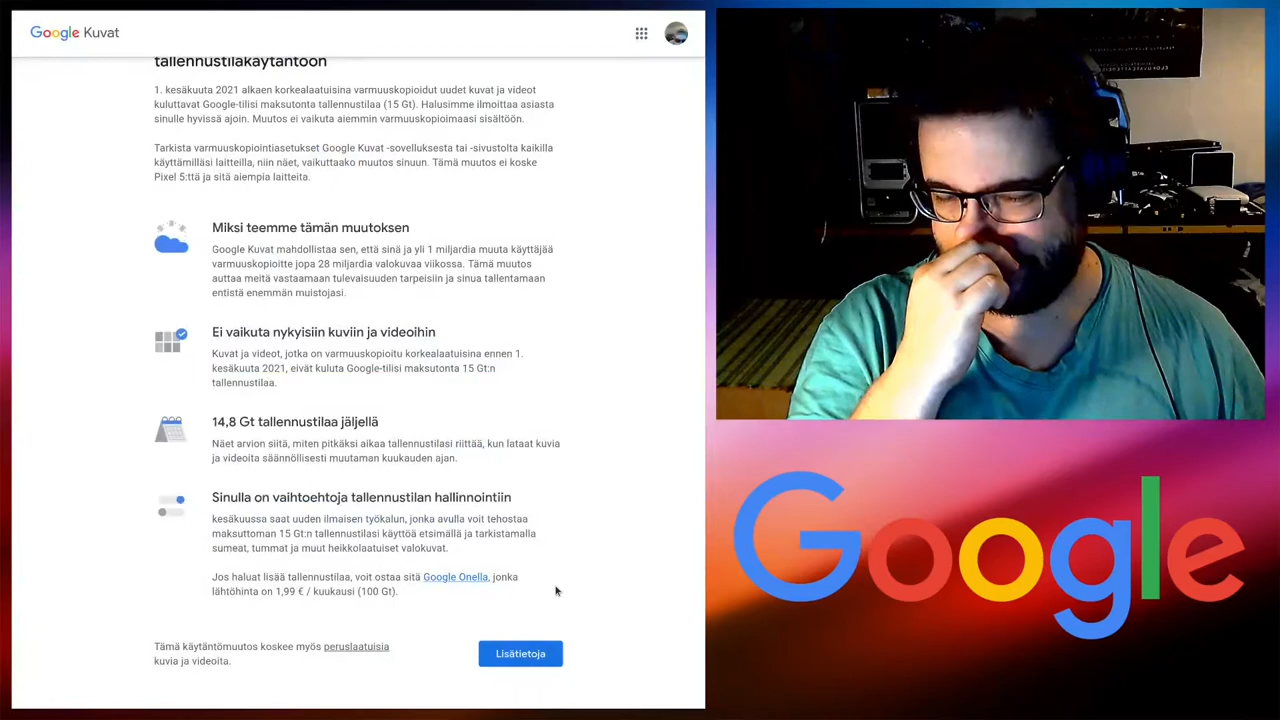 Google Kuvat
tallennustilakäytäntöön
1. kesäkuuta 2021 alkaen korkealaatuisina varmuuskopioidut uudet kuvat ja videot
kuluttavat Google-tilisi maksutonta tallennustilaa (15 Gt). Halusimme ilmoittaa asiasta
sinulle hyvissä ajoin. Muutos ei vaikuta aiemmin varmuuskopioimaasi sisältöön.
Tarkista varmuuskopiointiasetukset Google Kuvat -sovelluksesta tai -sivustolta kaikilla
käyttämilläsi laitteilla, niin näet, vaikuttaako muutos sinuun. Tämä muutos ei koske
Pixel 5:ttä ja sitä aiempia laitteita.
Miksi teemme tämän muutoksen
Google Kuvat mahdollistaa sen, että sinä ja yli 1 miljardia muuta käyttäjää
varmuuskopioitte jopa 28 miljardia valokuvaa viikossa. Tämä muutos
auttaa meitä vastaamaan tulevaisuuden tarpeisiin ja sinua tallentamaan
entistä enemmän muistojasi.
Ei vaikuta nykyisiin kuviin ja videoihin
Kuvat ja videot, jotka on varmuuskopioitu korkealaatuisina ennen 1.
kesäkuuta 2021, eivät kuluta Google-tilisi maksutonta 15 Gt:n
tallennustilaa.
14,8 Gt tallennustilaa jäljellä
Näet arvion siitä, miten pitkäksi aikaa tallennustilasi riittää, kun lataat kuvia
ja videoita säännöllisesti muutaman kuukauden ajan.
Sinulla on vaihtoehtoja tallennustilan hallinnointiin
kesäkuussa saat uuden ilmaisen työkalun, jonka avulla voit tehostaa
maksuttoman 15 Gt:n tallennustilasi käyttöä etsimällä ja tarkistamalla
sumeat, tummat ja muut heikkolaatuiset valokuvat.
Jos haluat lisää tallennustilaa, voit ostaa sitä Google Onella, jonka
lähtöhinta on 1,99 € / kuukausi (100 Gt).
Tämä käytäntömuutos koskee myös peruslaatuisia
kuvia ja videoita.
Lisätietoja
Google